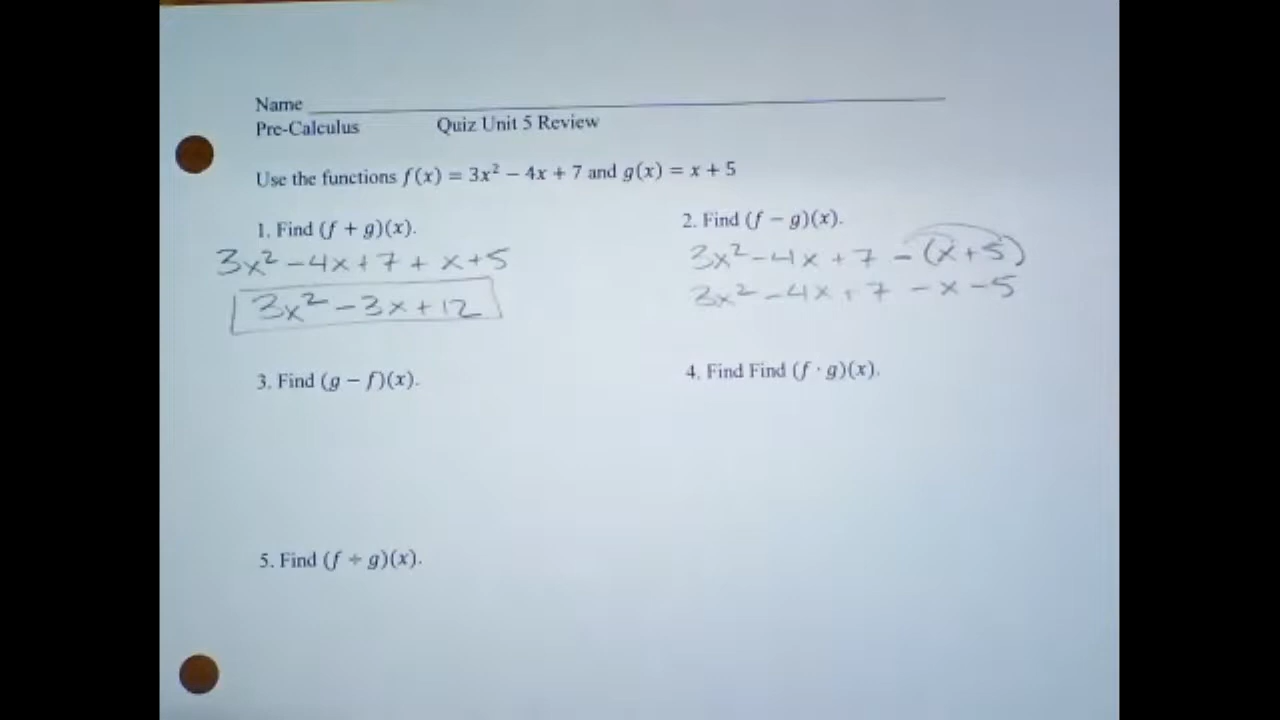 Name
Pre-Calculus Quiz Unit 5 Review
Use the functions f(x) = 3x² − 4x + 7 and g(x) = x + 5
1. Find (f + g)(x).
3x² − 4x + 7 + x + 5
3x² − 3x + 12
2. Find (f − g)(x).
3x² − 4x + 7 − (x + 5)
3x² − 4x + 7 − x − 5
3. Find (g − f)(x).
4. Find Find (f · g)(x).
5. Find (f ÷ g)(x).